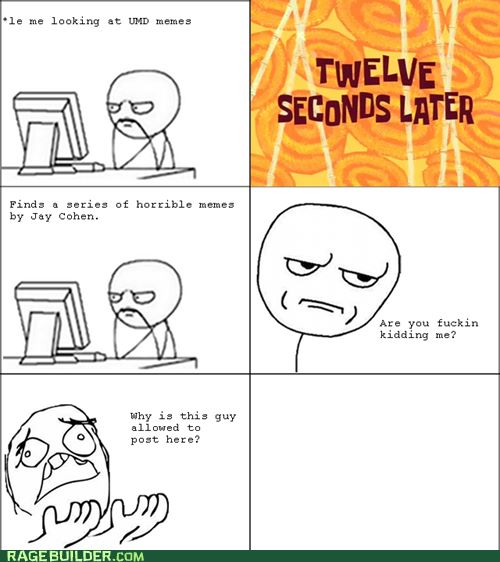 *le me looking at UMD memes
TWELVE
SECONDS LATER
Finds a series of horrible memes
by Jay Cohen.
Are you fuckin
kidding me?
Why is this guy
allowed to
post here?
RAGEBUILDER.COM